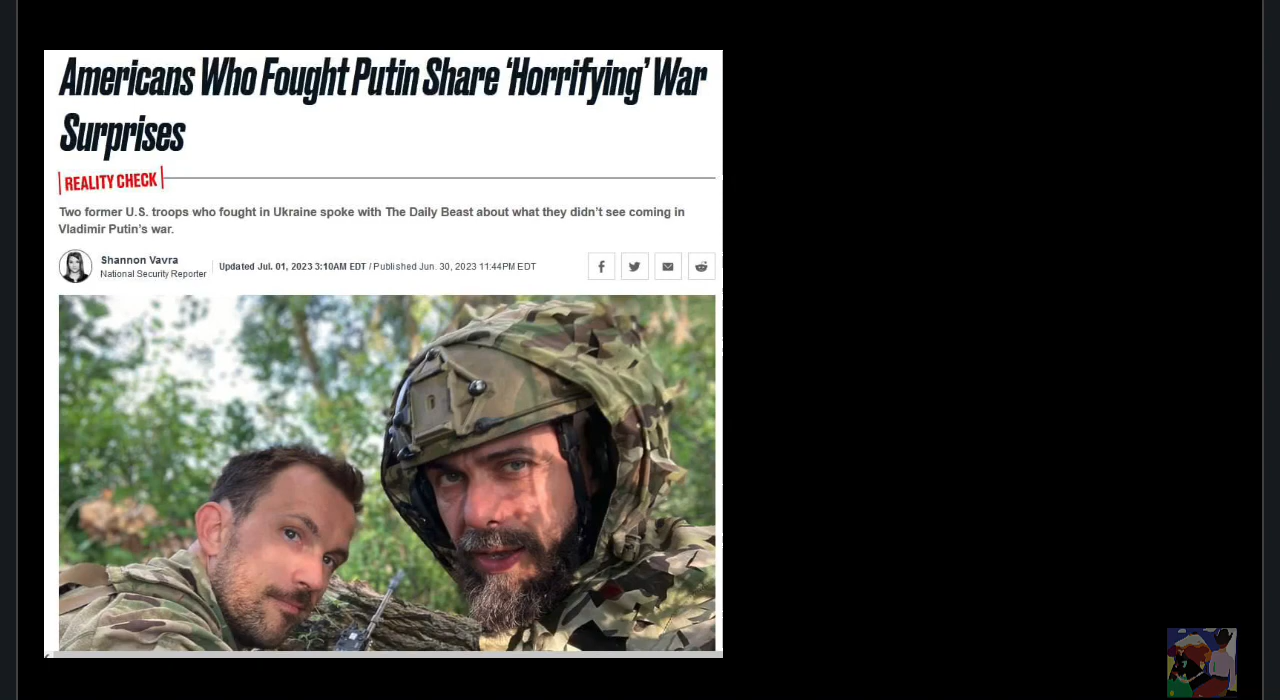 Americans Who Fought Putin Share ‘Horrifying’ War
Surprises
REALITY CHECK
Two former U.S. troops who fought in Ukraine spoke with The Daily Beast about what they didn’t see coming in
Vladimir Putin’s war.
Shannon Vavra
National Security Reporter
Updated Jul. 01, 2023 3:10AM EDT / Published Jun. 30, 2023 11:44PM EDT